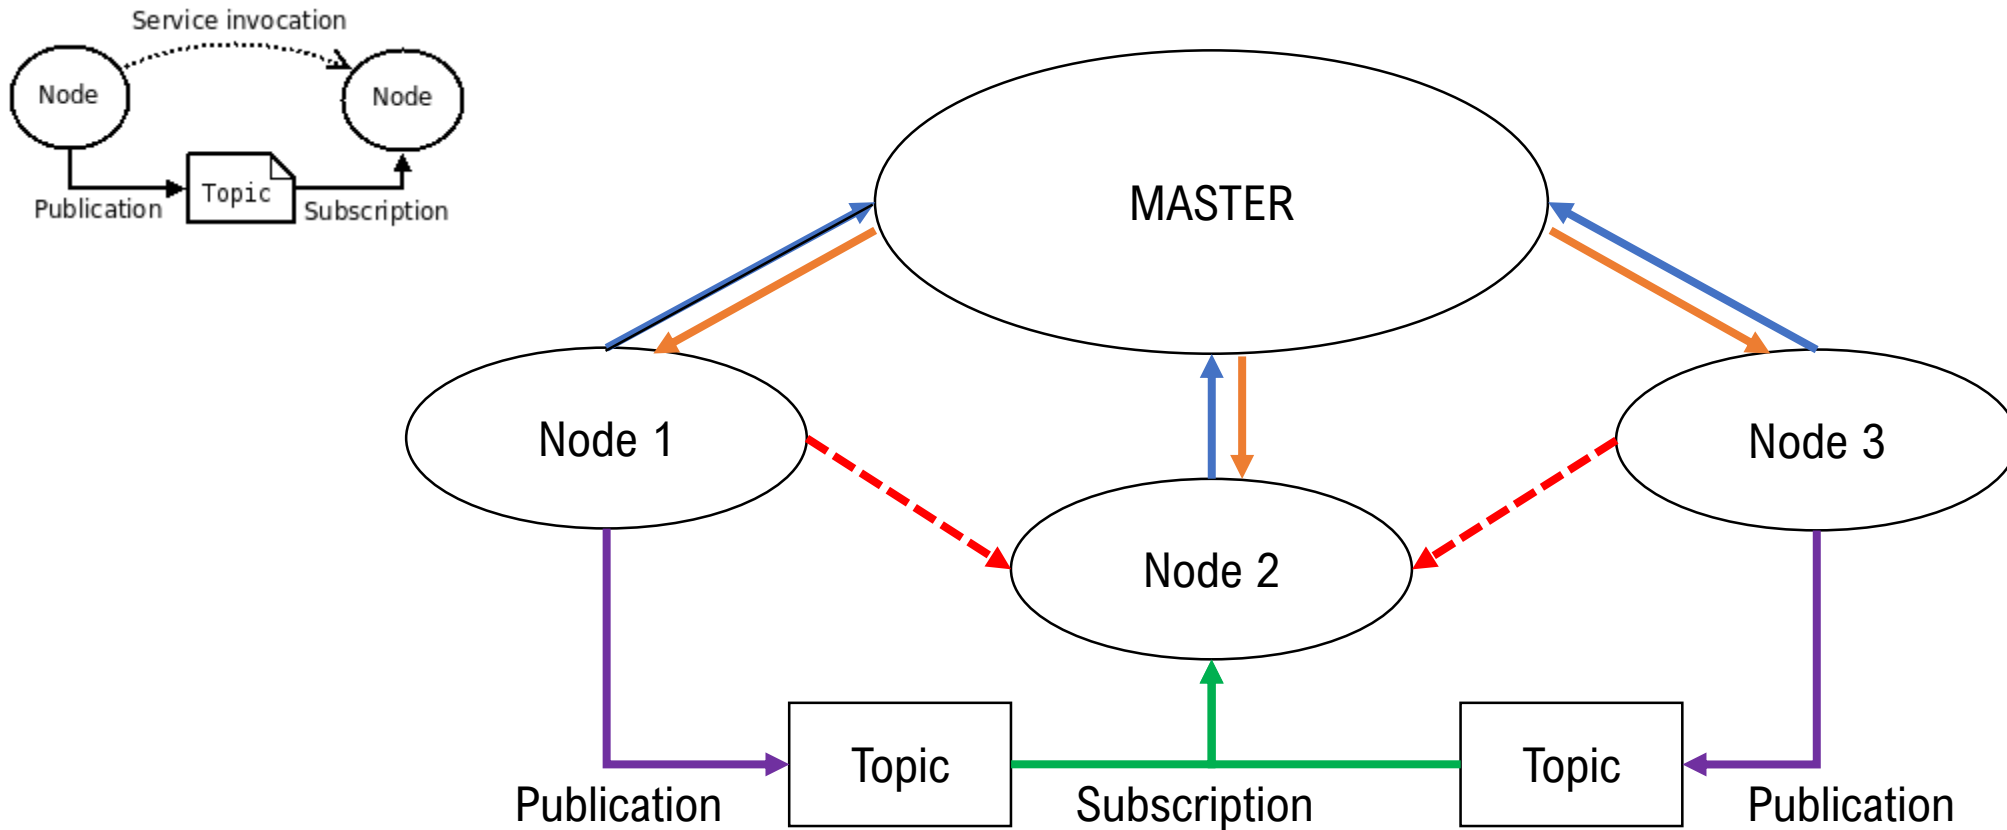 Service invocation
Node
Node
Topic
Publication
Subscription
MASTER
Node 1
Node 3
Node 2
Topic
Topic
Publication
Subscription
Publication